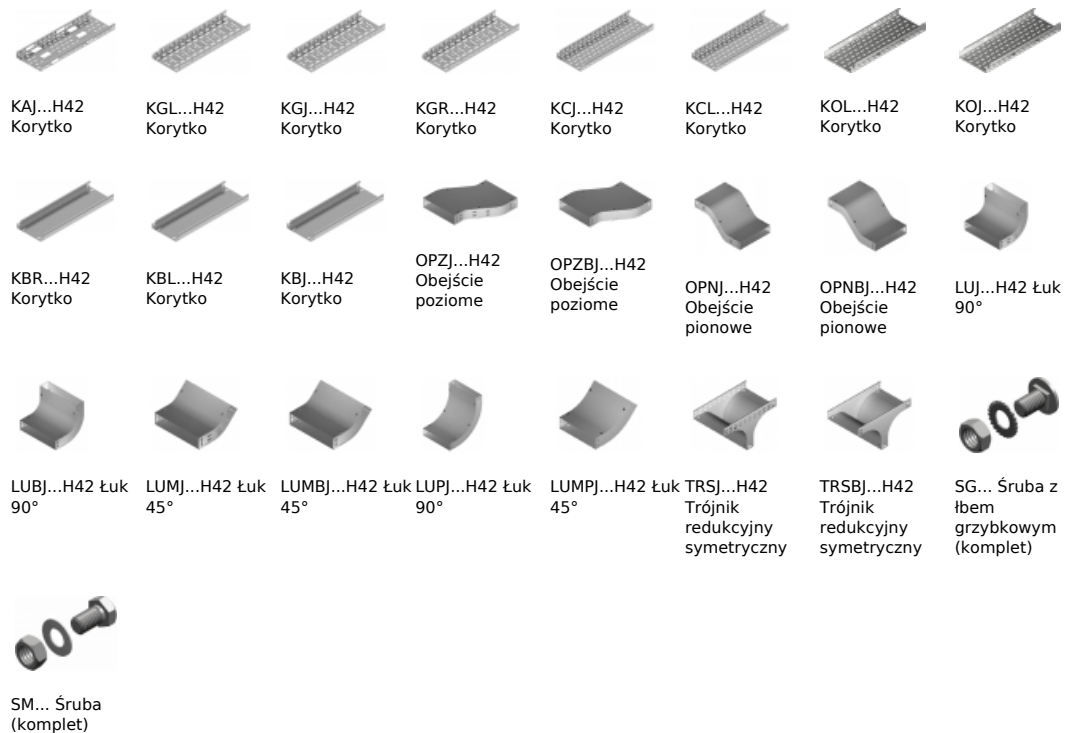 KAJ...H42
Korytko
KGL...H42
Korytko
KGJ...H42
Korytko
KGR...H42
Korytko
KCJ...H42
Korytko
KCL...H42
Korytko
KOL...H42
Korytko
KOJ...H42
Korytko
KBR...H42
Korytko
KBL...H42
Korytko
KBJ...H42
Korytko
OPZJ...H42
Obejście
poziome
OPZBJ...H42
Obejście
poziome
OPNJ...H42
Obejście
pionowe
OPNBJ...H42
Obejście
pionowe
LUJ...H42 Łuk
90°
LUBJ...H42 Łuk
90°
LUMJ...H42 Łuk
45°
LUMBJ...H42 Łuk
45°
LUPJ...H42 Łuk
90°
LUMPJ...H42 Łuk
45°
TRSJ...H42
Trójnik
redukcyjny
symetryczny
TRSBJ...H42
Trójnik
redukcyjny
symetryczny
SG... Śruba z
łbem
grzybkowym
(komplet)
SM... Śruba
(komplet)